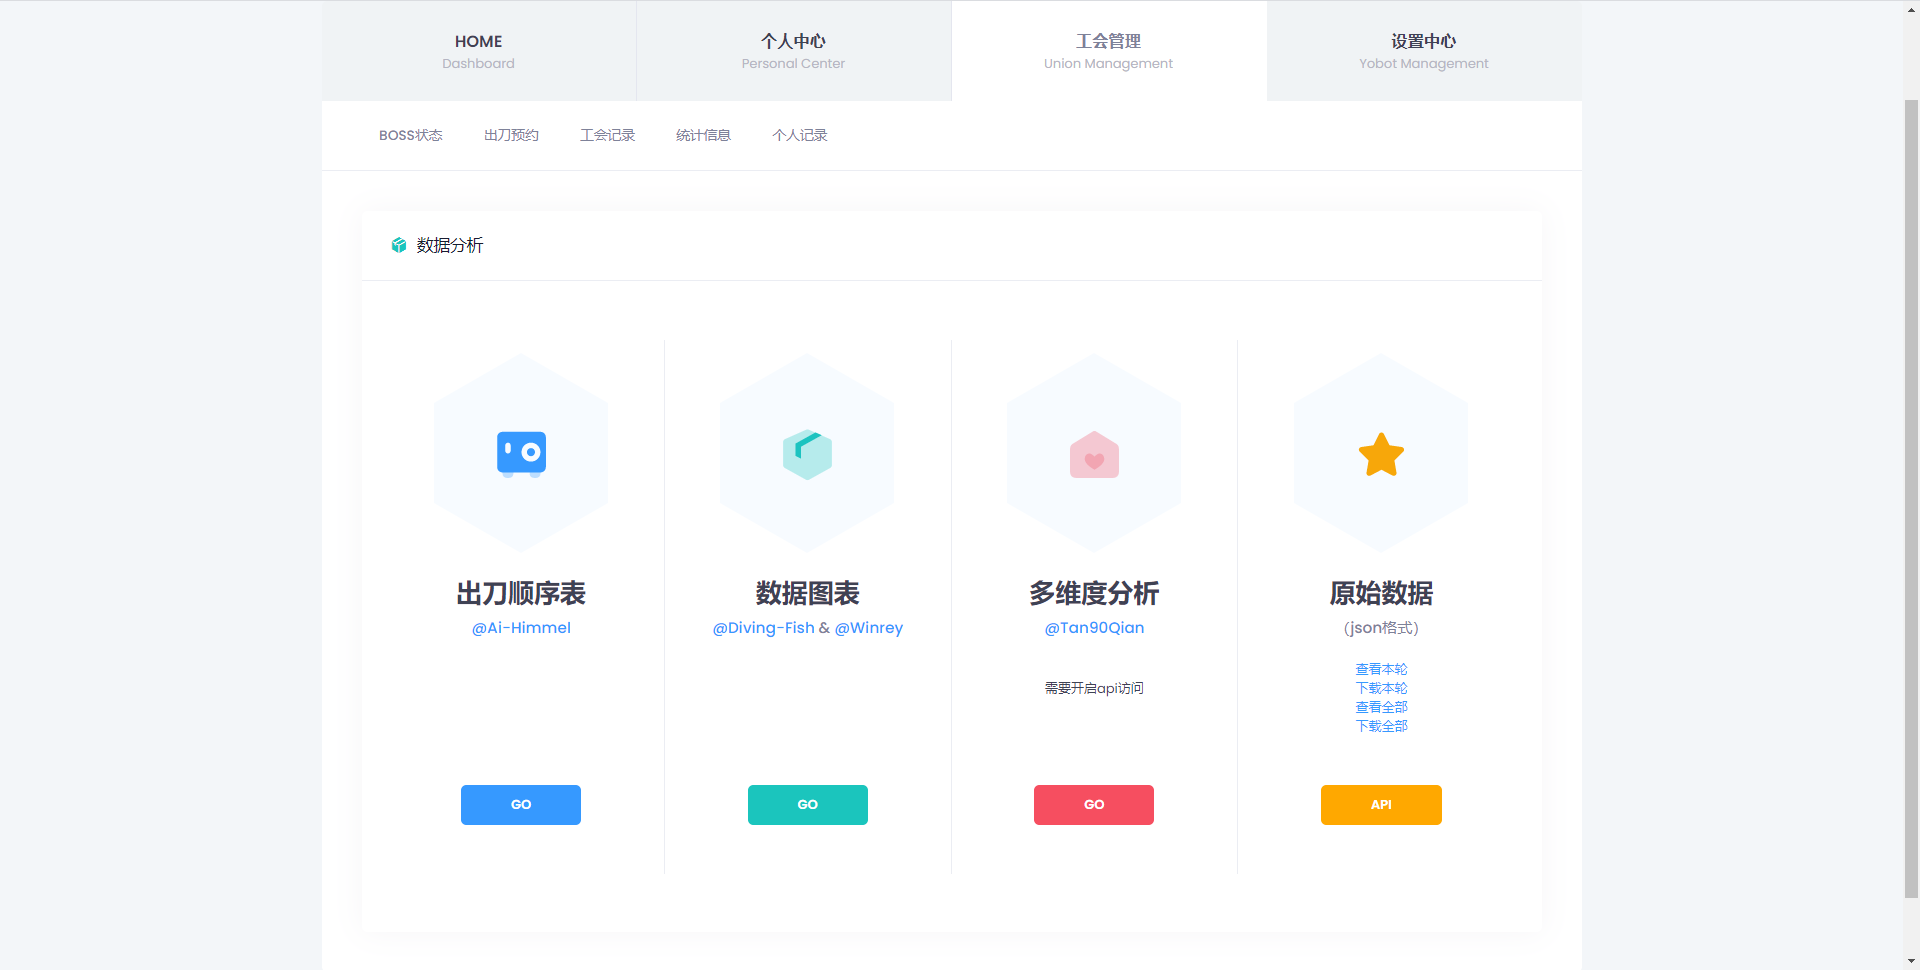 HOME
Dashboard
个人中心
Personal Center
工会管理
Union Management
设置中心
Yobot Management
BOSS状态
出刀预约
工会记录
统计信息
个人记录
数据分析
出刀顺序表
@Ai-Himmel
GO
数据图表
@Diving-Fish & @Winrey
GO
多维度分析
@Tan90Qian
需要开启api访问
GO
原始数据
(json格式)
查看本轮
下载本轮
查看全部
下载全部
API